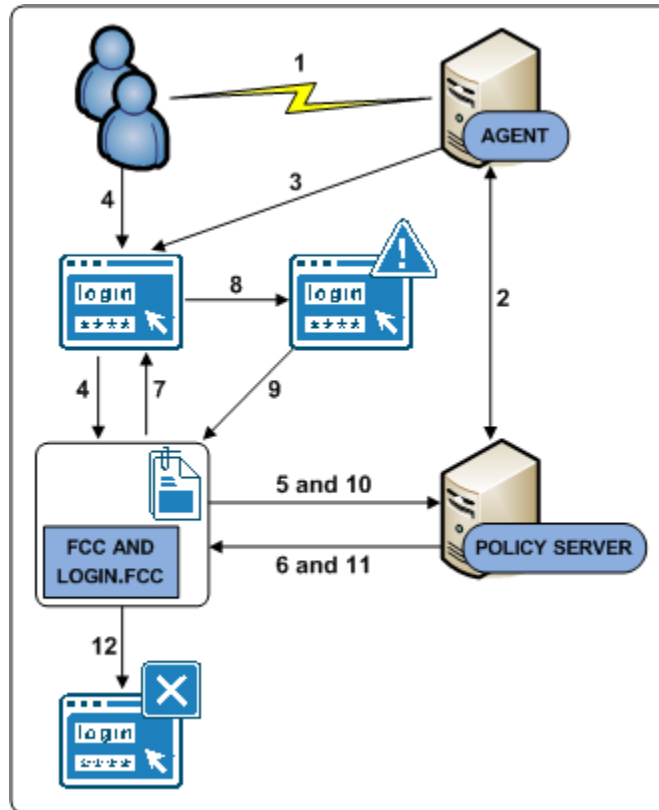 1
AGENT
3
4
login
****
8
login
****
!
2
4
7
9
5 and 10
FCC AND
LOGIN.FCC
6 and 11
POLICY SERVER
12
login
****